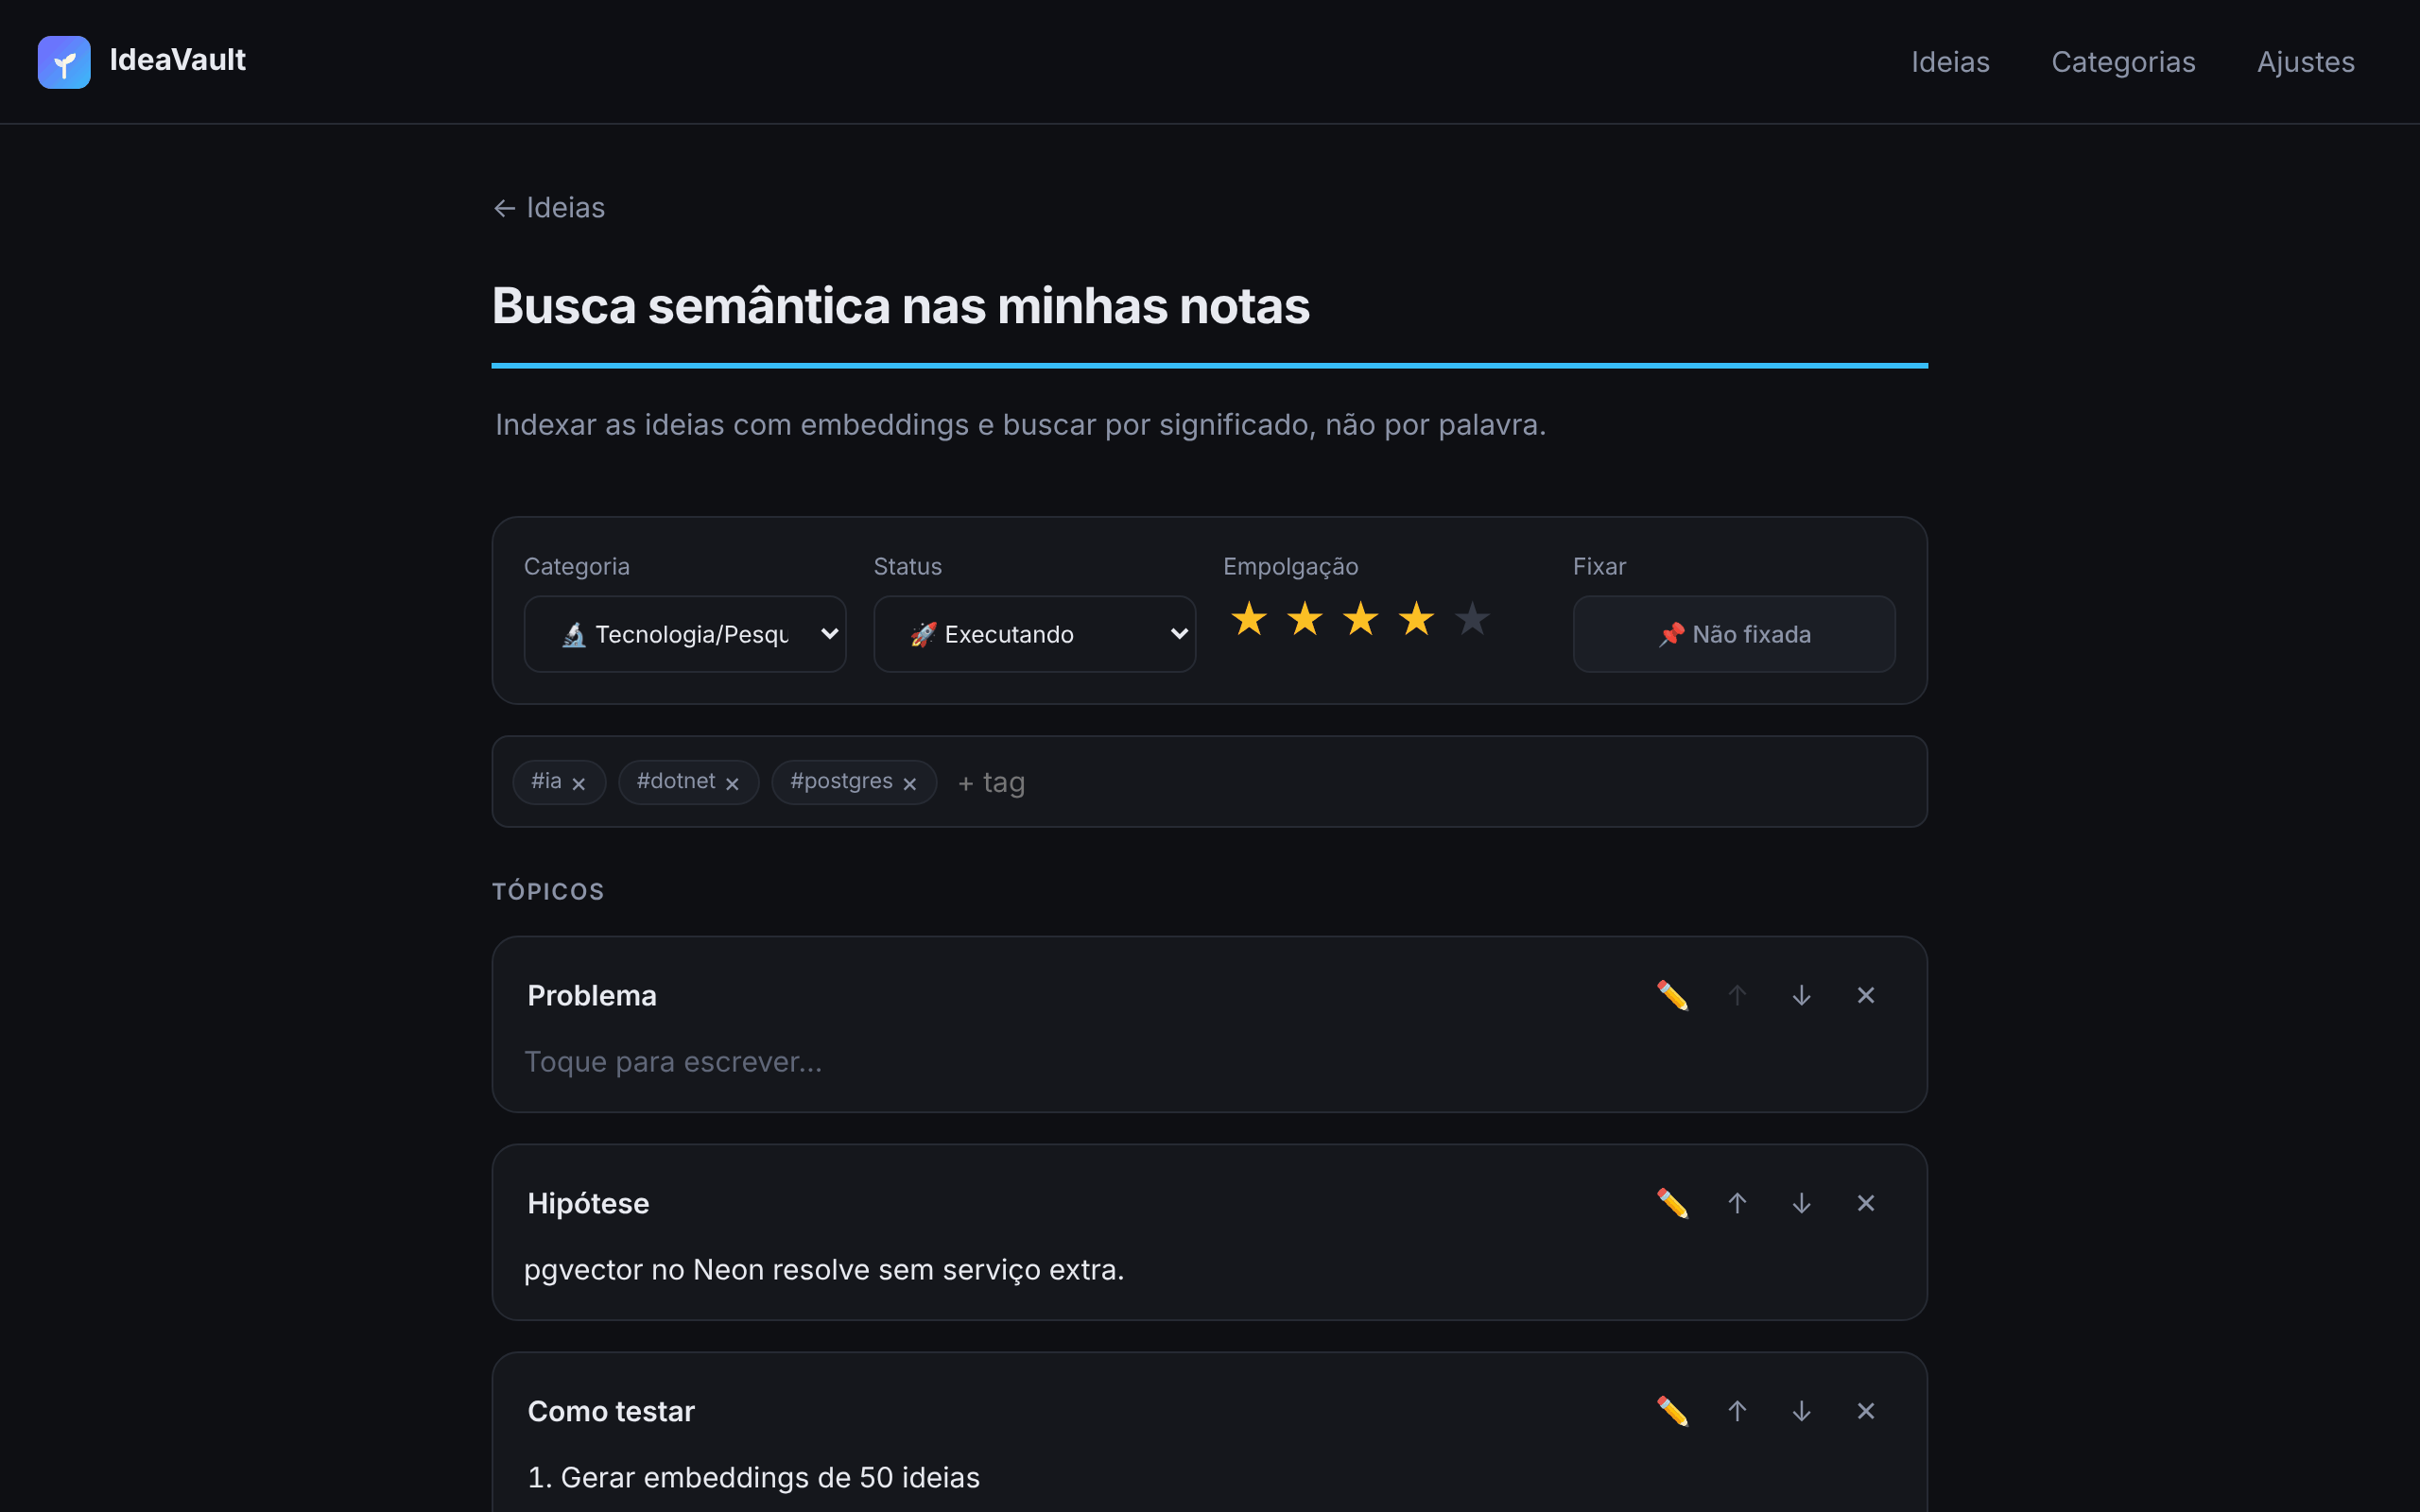 IdeaVault
Ideias Categorias Ajustes
← Ideias
Busca semântica nas minhas notas
Indexar as ideias com embeddings e buscar por significado, não por palavra.
Categoria Status Empolgação Fixar
🔬 Tecnologia/Pesqu 🚀 Executando ★ ★ ★ ★ ★ 📌 Não fixada
#ia × #dotnet × #postgres × + tag
TÓPICOS
Problema ✏️ ↑ ↓ ✕
Toque para escrever...
Hipótese ✏️ ↑ ↓ ✕
pgvector no Neon resolve sem serviço extra.
Como testar ✏️ ↑ ↓ ✕
1. Gerar embeddings de 50 ideias